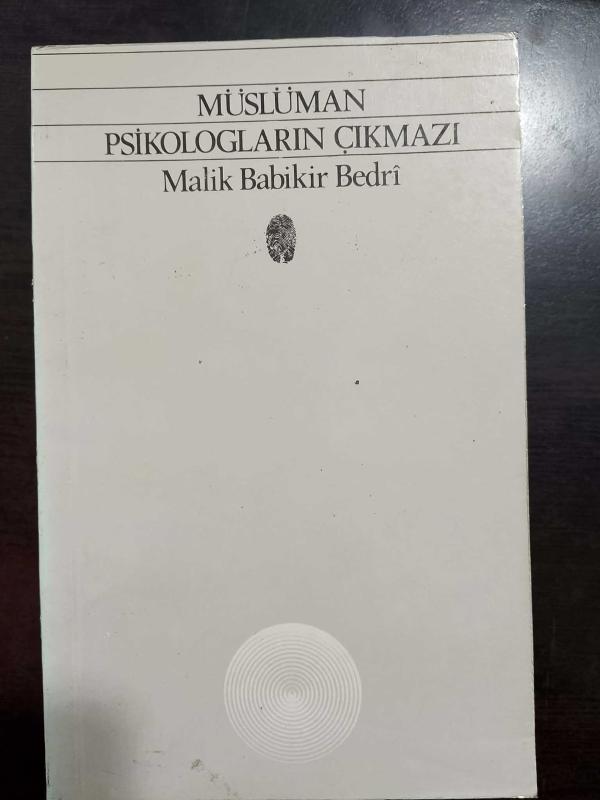 MÜSLÜMAN
PSİKOLOGLARIN ÇIKMAZI
Malik Babikir Bedrî